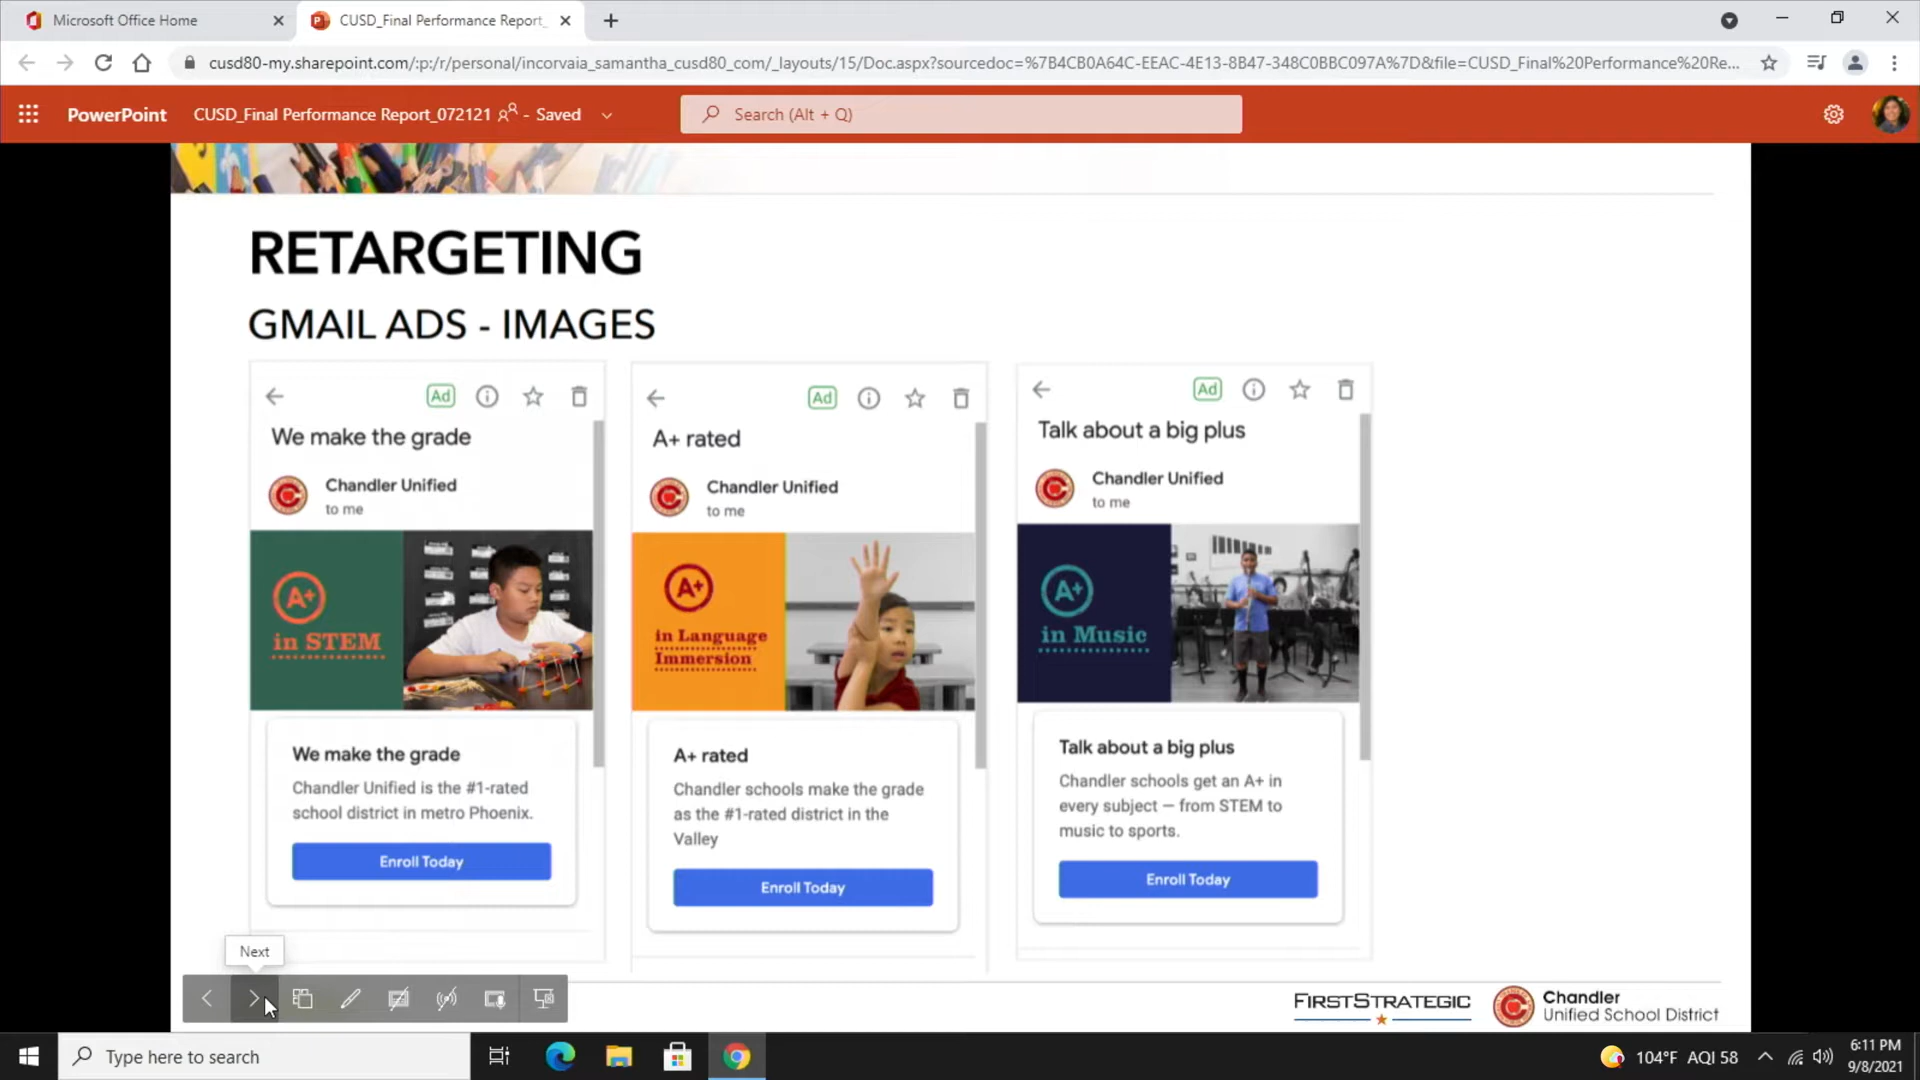 Microsoft Office Home
CUSD_Final Performance Report_
cusd80-my.sharepoint.com/:p:/r/personal/incorvaia_samantha_cusd80_com/_layouts/15/Doc.aspx?sourcedoc=%7B4CB0A64C-EEAC-4E13-8B47-348C0BBC097A%7D&file=CUSD_Final%20Performance%20Re...
PowerPoint
CUSD_Final Performance Report_072121 - Saved
Search (Alt + Q)
RETARGETING
GMAIL ADS - IMAGES
Ad
We make the grade
Chandler Unified
to me
A+
in STEM
We make the grade
Chandler Unified is the #1-rated
school district in metro Phoenix.
Enroll Today
Ad
A+ rated
Chandler Unified
to me
A+
in Language
Immersion
A+ rated
Chandler schools make the grade
as the #1-rated district in the
Valley
Enroll Today
Ad
Talk about a big plus
Chandler Unified
to me
A+
in Music
Talk about a big plus
Chandler schools get an A+ in
every subject — from STEM to
music to sports.
Enroll Today
Next
FIRSTSTRATEGIC
Chandler
Unified School District
Type here to search
104°F AQI 58
6:11 PM
9/8/2021